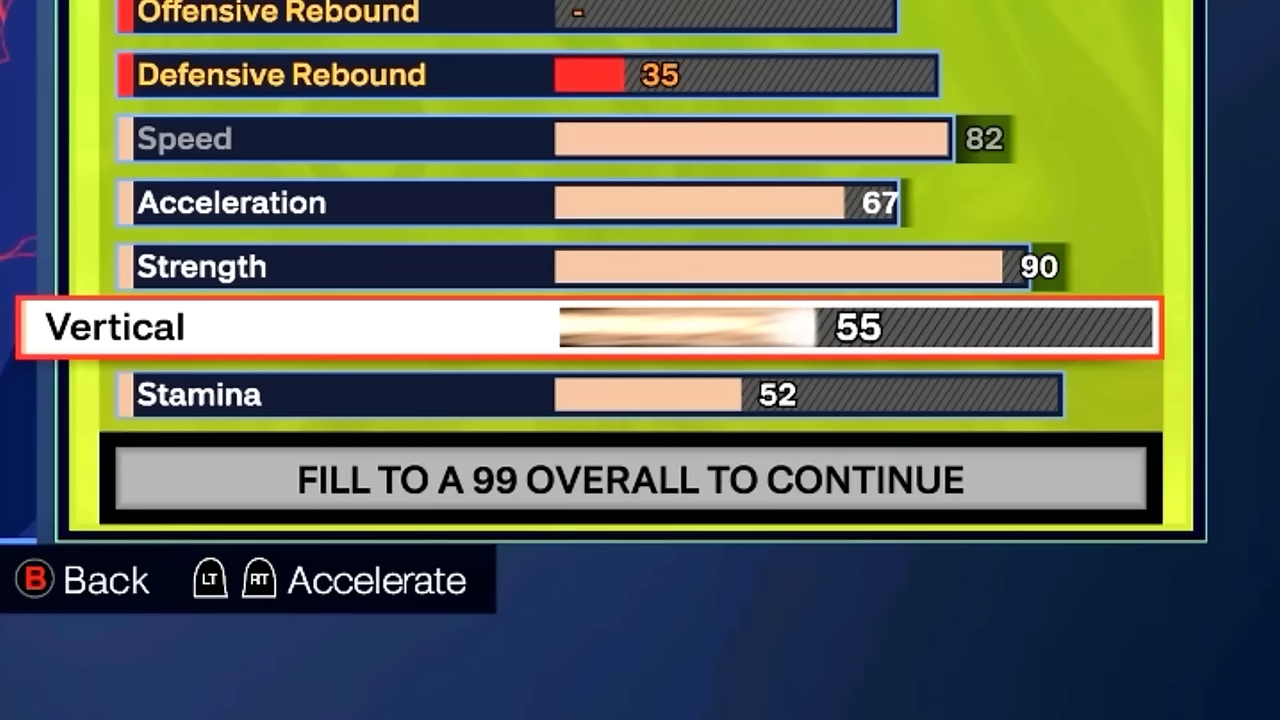 Offensive Rebound -
Defensive Rebound 35
Speed 82
Acceleration 67
Strength 90
Vertical 55
Stamina 52
FILL TO A 99 OVERALL TO CONTINUE
B Back LT RT Accelerate